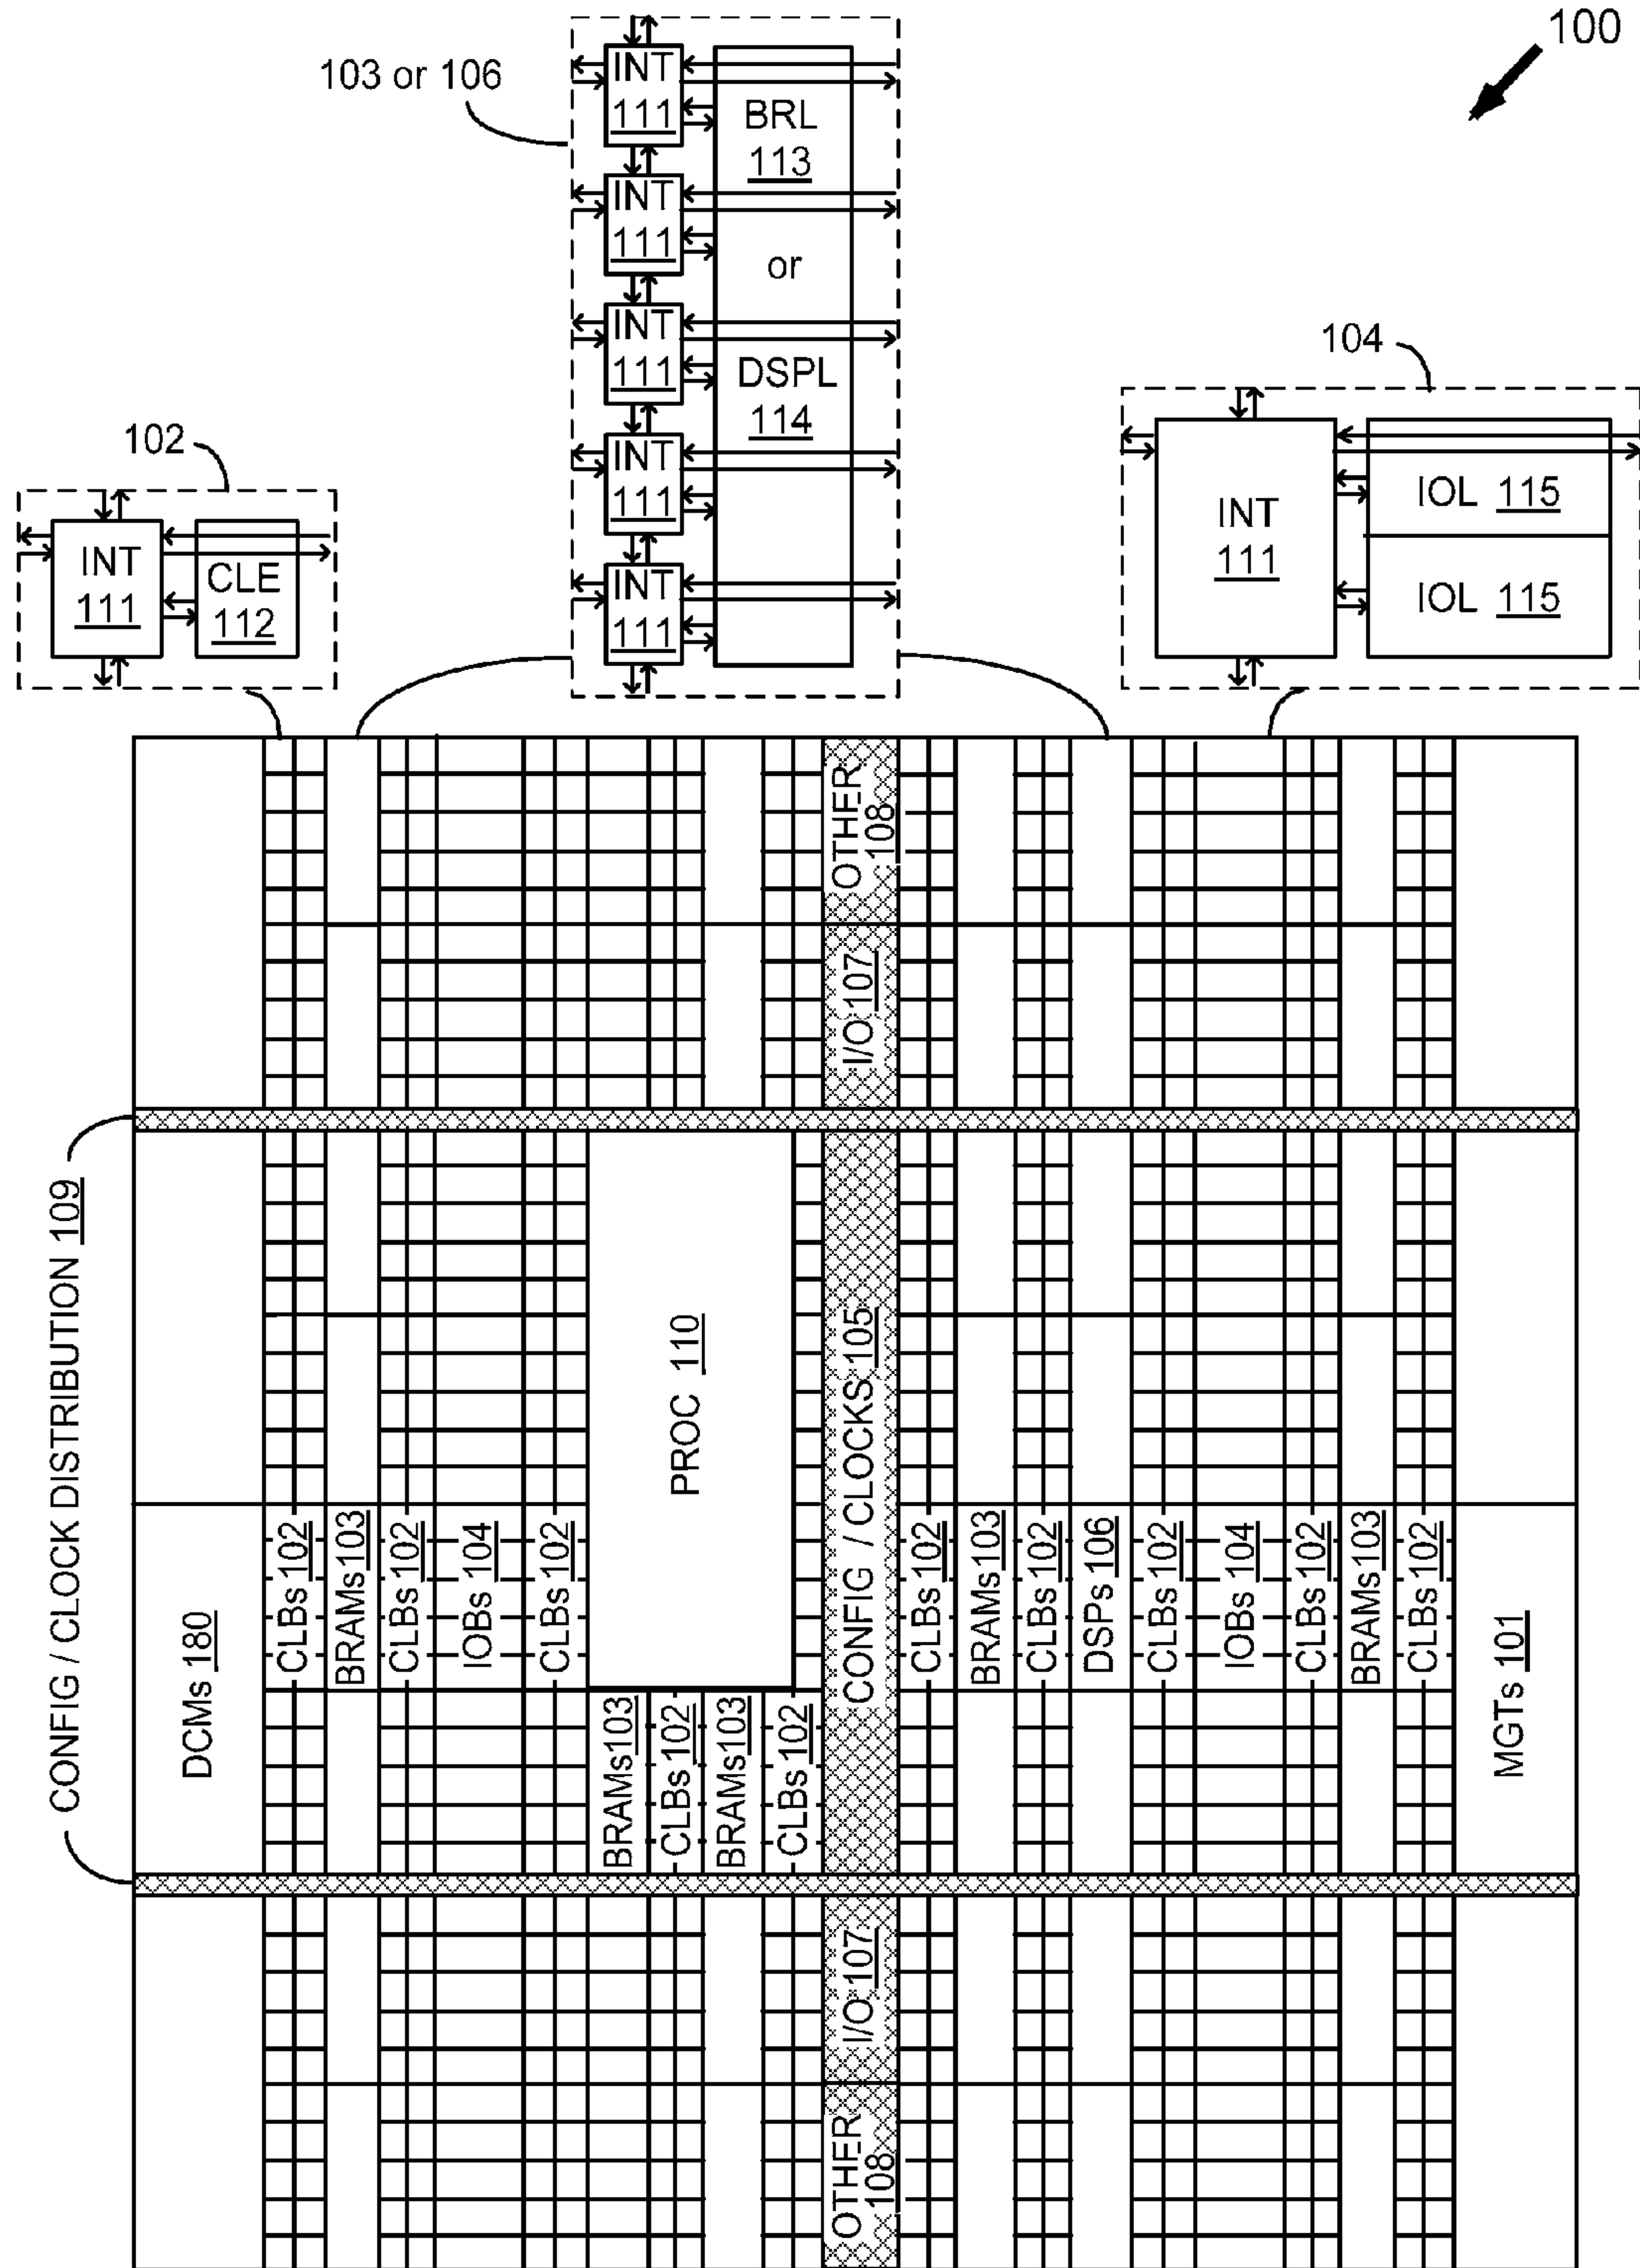 100
103 or 106
INT
111
INT
111
INT
111
INT
111
INT
111
BRL
113
or
DSPL
114
102
INT
111
CLE
112
104
INT
111
IOL 115
IOL 115
OTHER
108
I/O 107
CONFIG / CLOCK DISTRIBUTION 109
PROC 110
CONFIG / CLOCKS 105
DCMs 180
CLBs 102
BRAMs 103
CLBs 102
IOBs 104
CLBs 102
BRAMs 103
CLBs 102
BRAMs 103
CLBs 102
CLBs 102
BRAMs 103
CLBs 102
DSPs 106
CLBs 102
IOBs 104
CLBs 102
BRAMs 103
CLBs 102
MGTs 101
I/O 107
OTHER
108